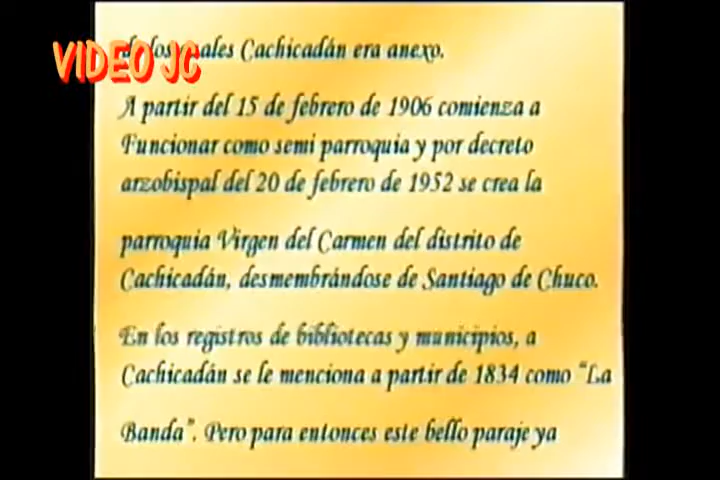 VIDEO JC
de los cuales Cachicadán era anexo.
A partir del 15 de febrero de 1906 comienza a
Funcionar como semi parroquia y por decreto
arzobispal del 20 de febrero de 1952 se crea la
parroquia Virgen del Carmen del distrito de
Cachicadán, desmembrándose de Santiago de Chuco.
En los registros de bibliotecas y municipios, a
Cachicadán se le menciona a partir de 1834 como "La
Banda". Pero para entonces este bello paraje ya